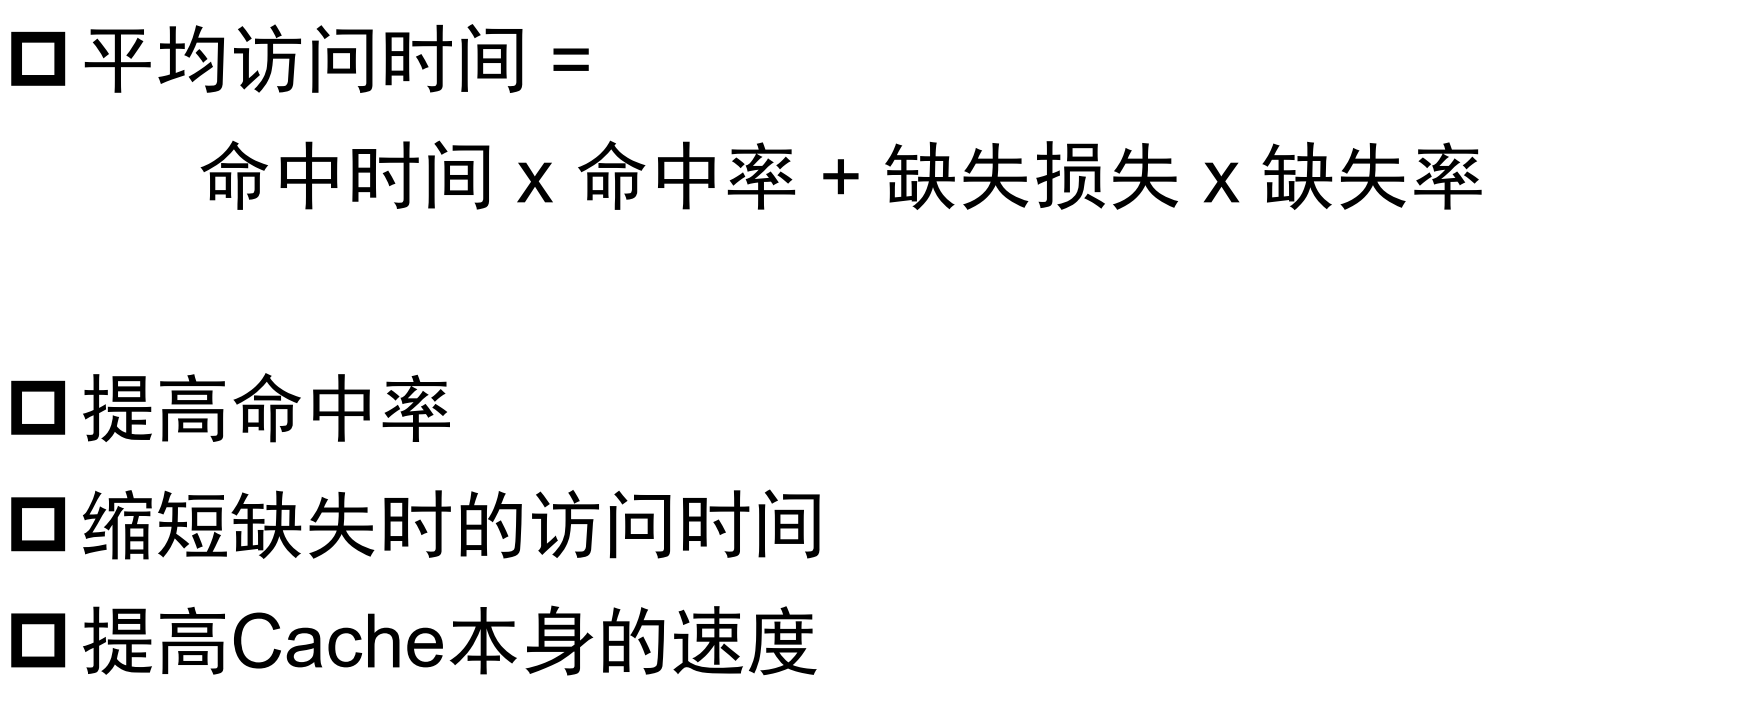 平均访问时间 =
命中时间 x 命中率 + 缺失损失 x 缺失率
提高命中率
缩短缺失时的访问时间
提高Cache本身的速度